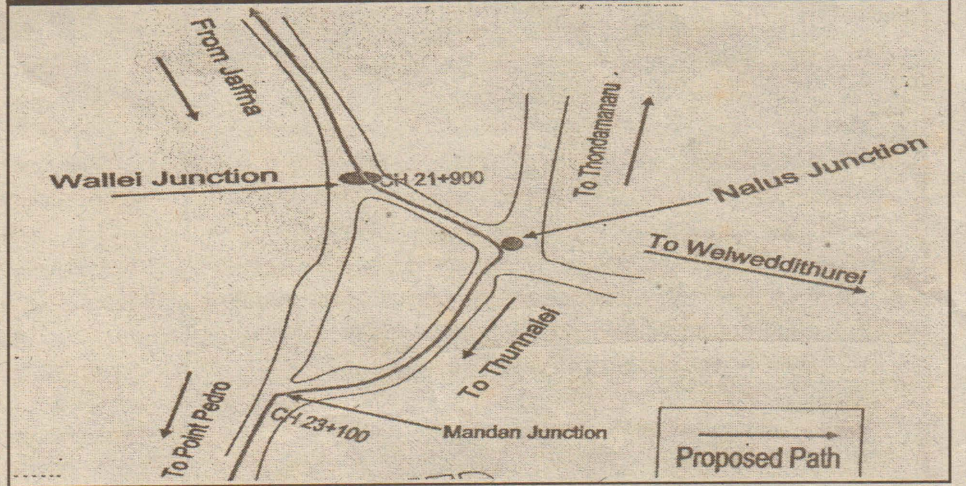 From Jaffna
To Thondamanaru
Nalus Junction
Wallei Junction
CH 21+900
To Welweddithurei
To Thunnalei
To Point Pedro
CH 23+100
Mandan Junction
Proposed Path